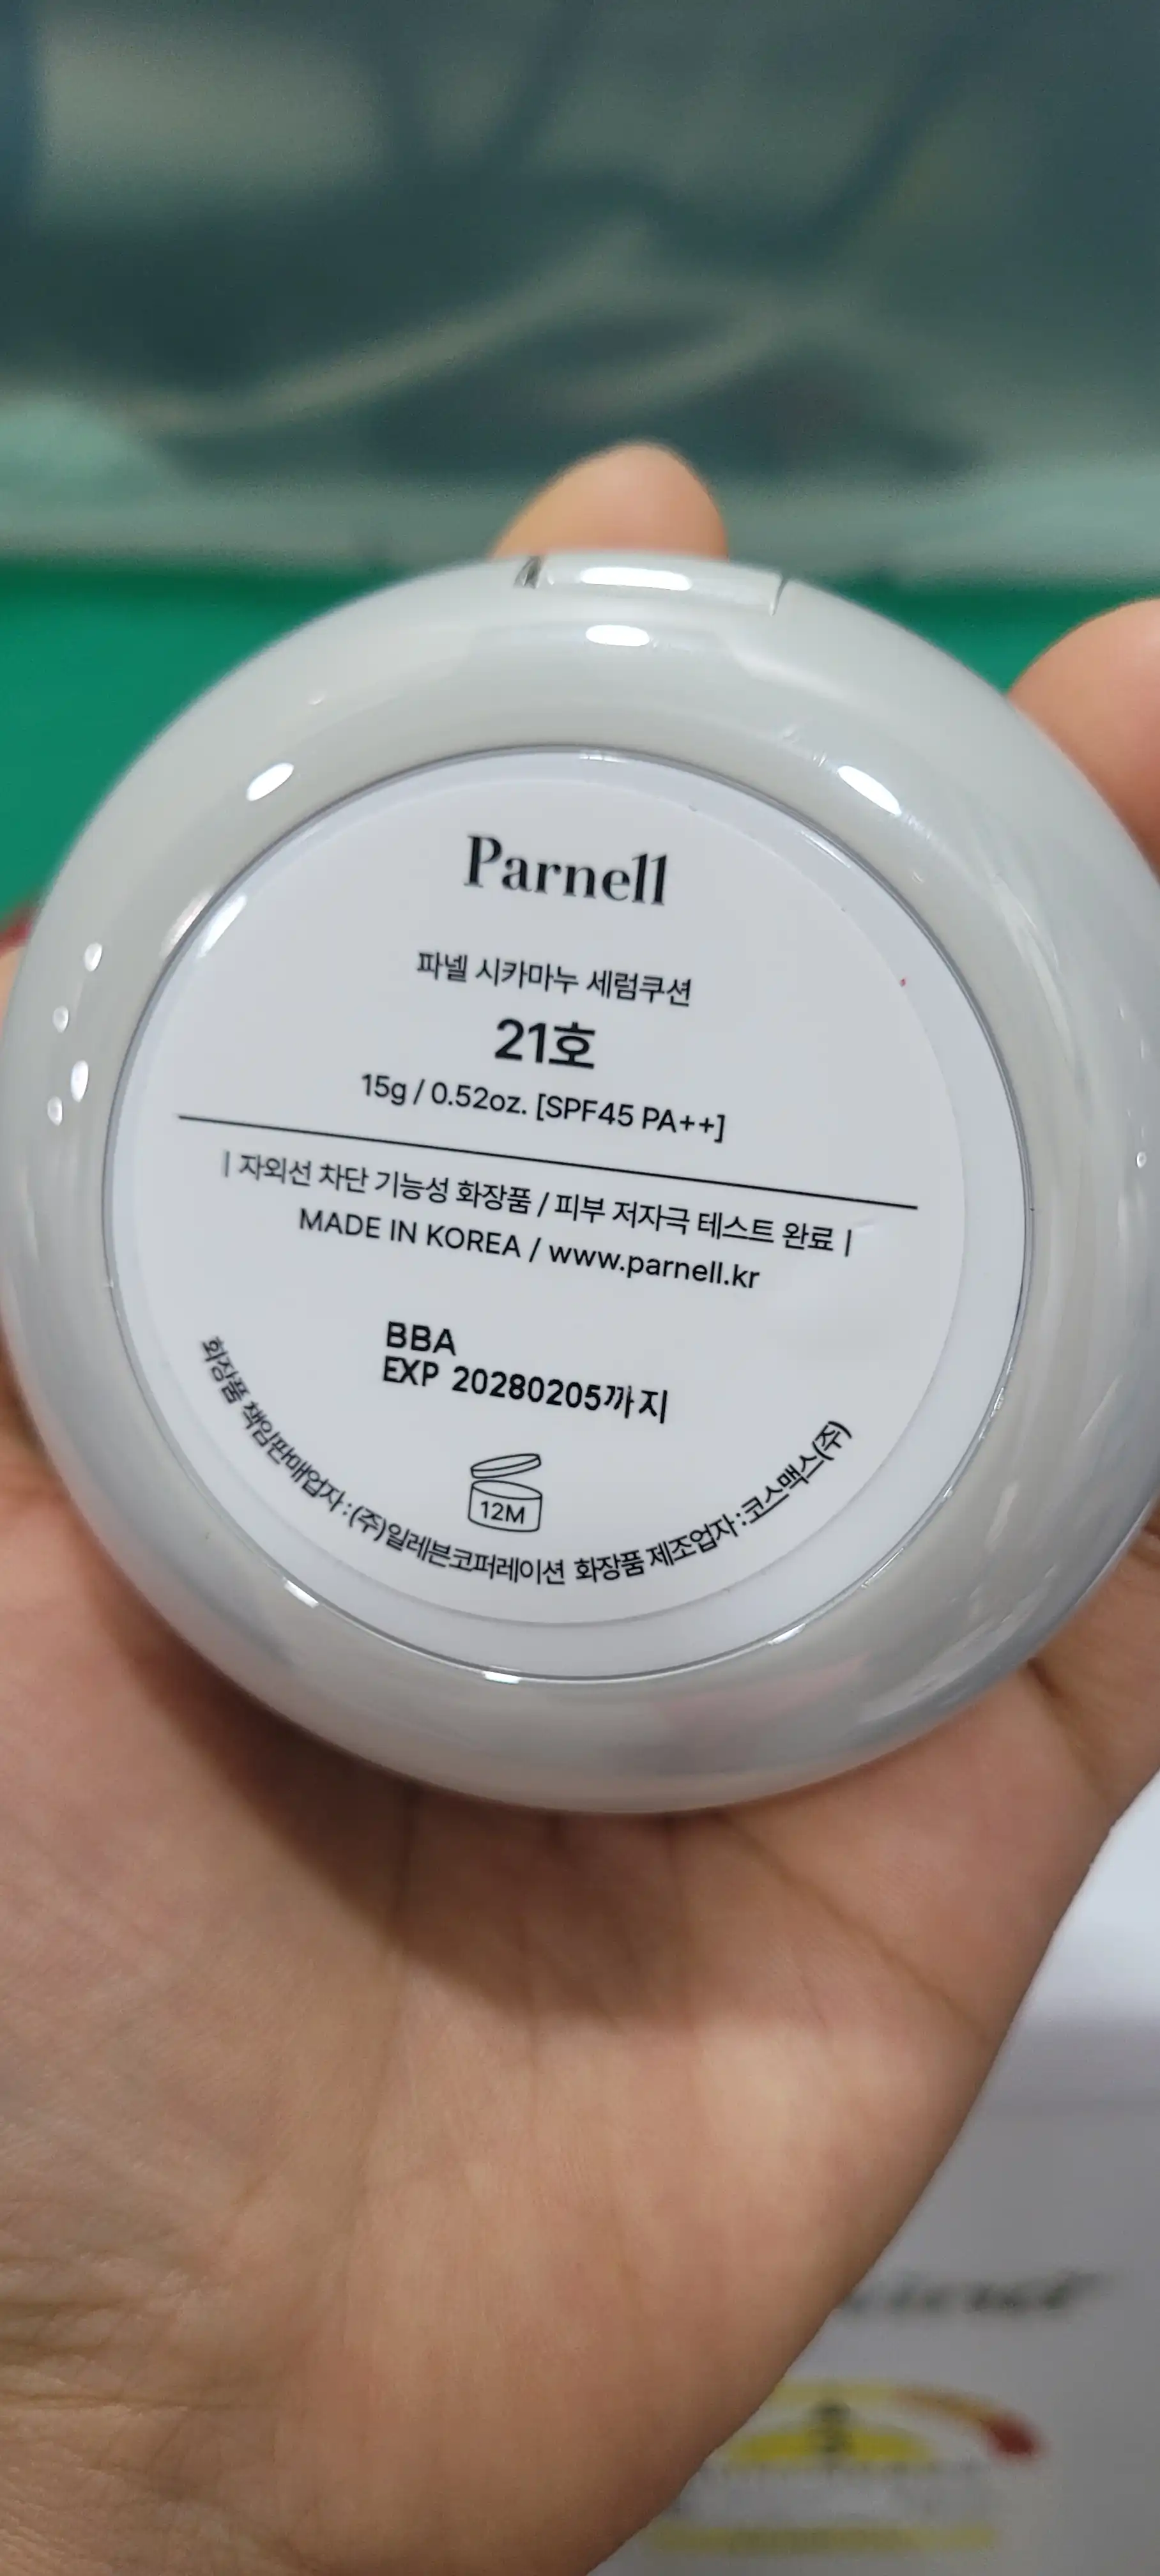 Parnell
파넬 시카마누 세럼쿠션
21호
15g / 0.52oz. [SPF45 PA++]
| 자외선 차단 기능성 화장품 / 피부 저자극 테스트 완료 |
MADE IN KOREA / www.parnell.kr
BBA
EXP 20280205까지
12M
화장품 책임판매업자 : (주)일레븐코퍼레이션 화장품 제조업자 : 코스맥스(주)